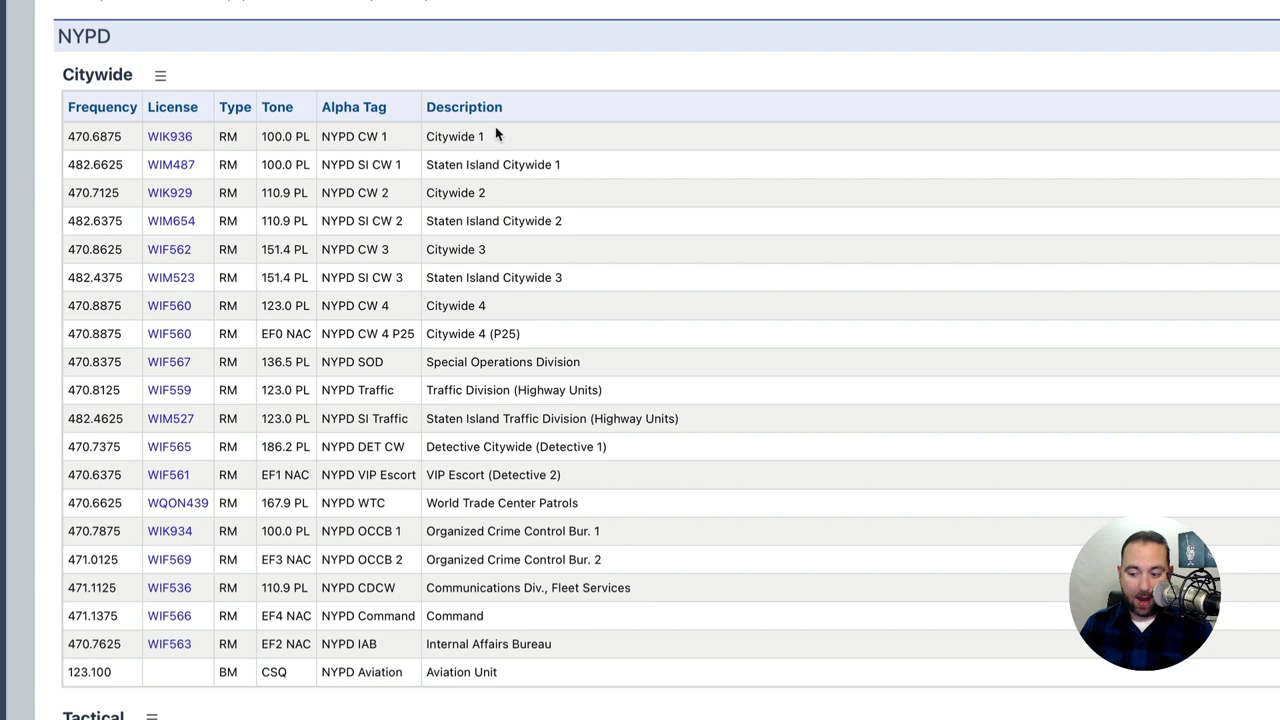 NYPD
Citywide
Frequency License Type Tone Alpha Tag Description
470.6875 WIK936 RM 100.0 PL NYPD CW 1 Citywide 1
482.6625 WIM487 RM 100.0 PL NYPD SI CW 1 Staten Island Citywide 1
470.7125 WIK929 RM 110.9 PL NYPD CW 2 Citywide 2
482.6375 WIM654 RM 110.9 PL NYPD SI CW 2 Staten Island Citywide 2
470.8625 WIF562 RM 151.4 PL NYPD CW 3 Citywide 3
482.4375 WIM523 RM 151.4 PL NYPD SI CW 3 Staten Island Citywide 3
470.8875 WIF560 RM 123.0 PL NYPD CW 4 Citywide 4
470.8875 WIF560 RM EF0 NAC NYPD CW 4 P25 Citywide 4 (P25)
470.8375 WIF567 RM 136.5 PL NYPD SOD Special Operations Division
470.8125 WIF559 RM 123.0 PL NYPD Traffic Traffic Division (Highway Units)
482.4625 WIM527 RM 123.0 PL NYPD SI Traffic Staten Island Traffic Division (Highway Units)
470.7375 WIF565 RM 186.2 PL NYPD DET CW Detective Citywide (Detective 1)
470.6375 WIF561 RM EF1 NAC NYPD VIP Escort VIP Escort (Detective 2)
470.6625 WQON439 RM 167.9 PL NYPD WTC World Trade Center Patrols
470.7875 WIK934 RM 100.0 PL NYPD OCCB 1 Organized Crime Control Bur. 1
471.0125 WIF569 RM EF3 NAC NYPD OCCB 2 Organized Crime Control Bur. 2
471.1125 WIF536 RM 110.9 PL NYPD CDCW Communications Div., Fleet Services
471.1375 WIF566 RM EF4 NAC NYPD Command Command
470.7625 WIF563 RM EF2 NAC NYPD IAB Internal Affairs Bureau
123.100 BM CSQ NYPD Aviation Aviation Unit
Tactical